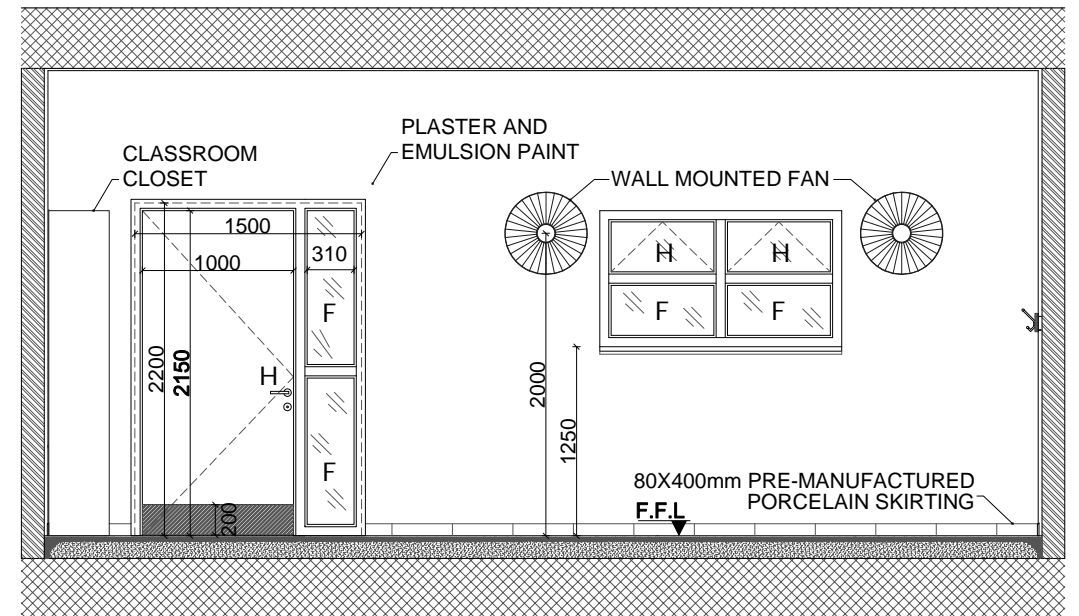 PLASTER AND
EMULSION PAINT
CLASSROOM
CLOSET
WALL MOUNTED FAN
1500
1000
310
H
H
F
F
F
H
2200
2150
2000
1250
F
200
80X400mm PRE-MANUFACTURED
PORCELAIN SKIRTING
F.F.L